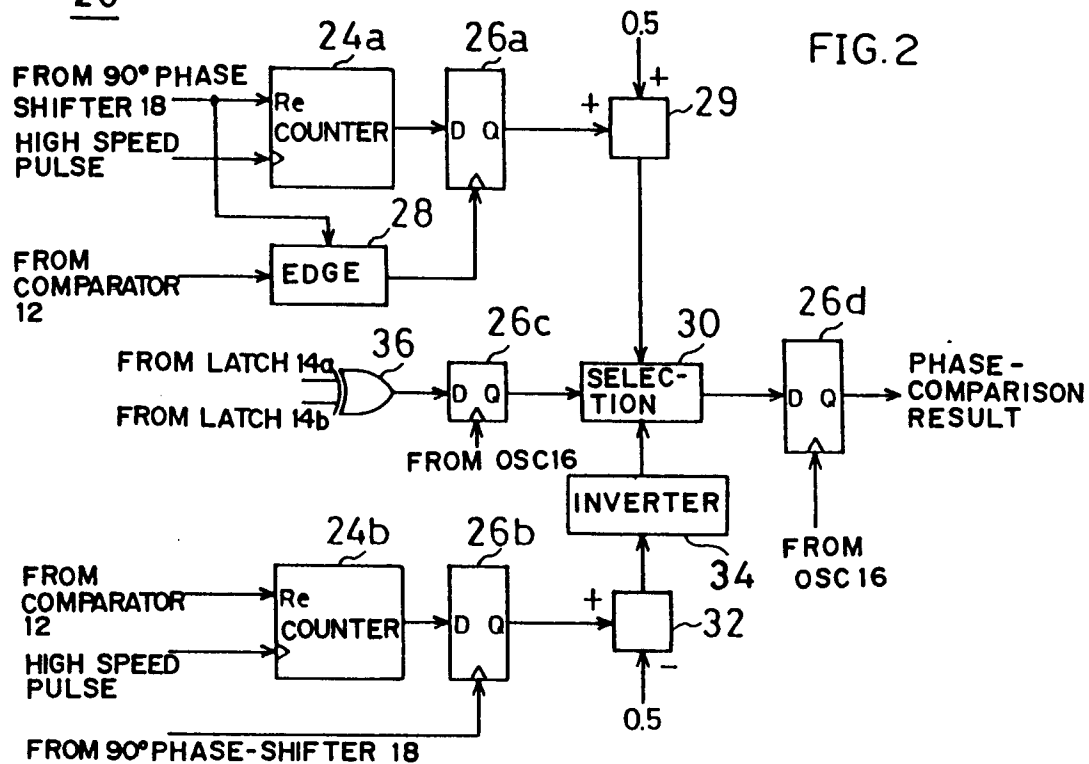 FIG.2
24a
26a
0.5
+
+
29
FROM 90° PHASE
SHIFTER 18
HIGH SPEED
PULSE
Re
COUNTER
D Q
28
FROM
COMPARATOR
12
EDGE
36
26c
30
26d
FROM LATCH 14a
FROM LATCH 14b
D Q
SELEC-
TION
D Q
PHASE-
COMPARISON
RESULT
FROM OSC16
INVERTER
34
FROM
OSC16
24b
26b
FROM
COMPARATOR
12
HIGH SPEED
PULSE
Re
COUNTER
D Q
+
32
−
0.5
FROM 90° PHASE-SHIFTER 18